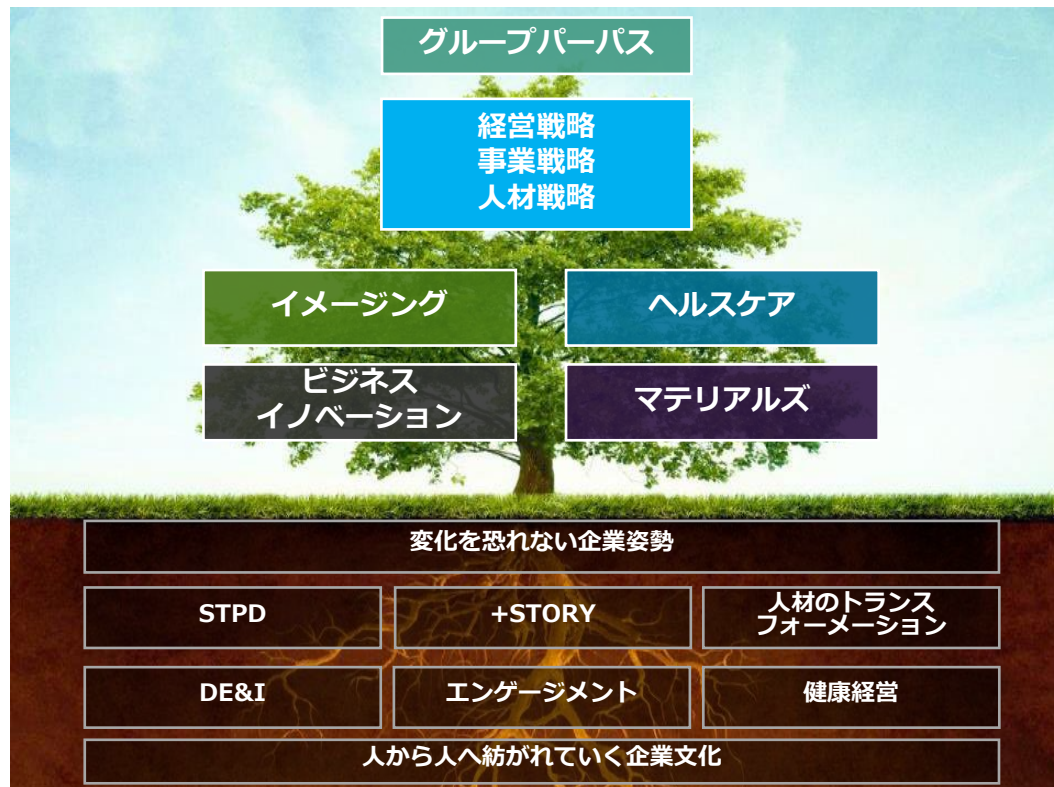 グループパーパス
経営戦略
事業戦略
人材戦略
イメージング
ヘルスケア
ビジネス
イノベーション
マテリアルズ
変化を恐れない企業姿勢
STPD
+STORY
人材のトランス
フォーメーション
DE&I
エンゲージメント
健康経営
人から人へ紡がれていく企業文化